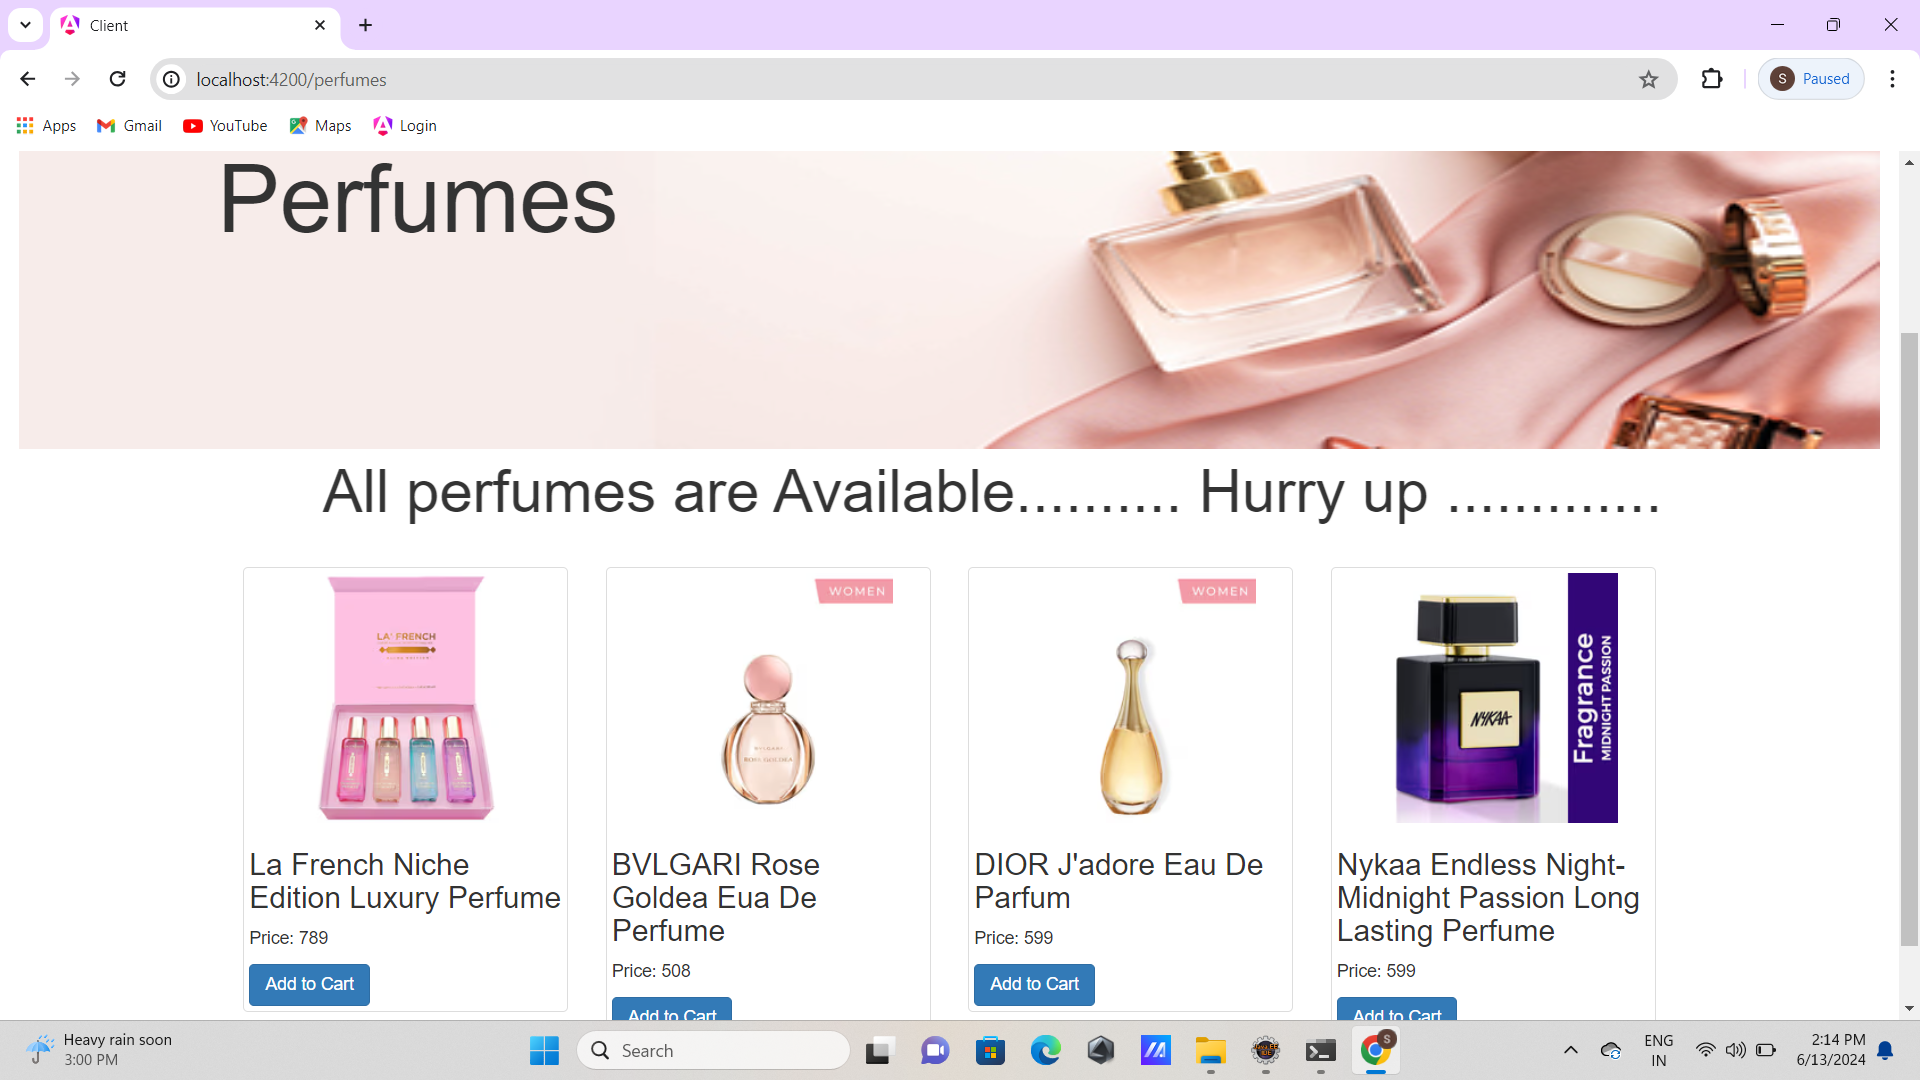 Client
localhost:4200/perfumes
S
Paused
Apps
Gmail
YouTube
Maps
Login
Perfumes
All perfumes are Available.......... Hurry up .............
LA' FRENCH
WOMEN
BVLGARI
ROSE GOLDEA
WOMEN
NYKAA
Fragrance
MIDNIGHT PASSION
La French Niche
Edition Luxury Perfume
Price: 789
Add to Cart
BVLGARI Rose
Goldea Eua De
Perfume
Price: 508
Add to Cart
DIOR J'adore Eau De
Parfum
Price: 599
Add to Cart
Nykaa Endless Night-
Midnight Passion Long
Lasting Perfume
Price: 599
Add to Cart
Heavy rain soon
3:00 PM
Search
S
ENG
IN
2:14 PM
6/13/2024